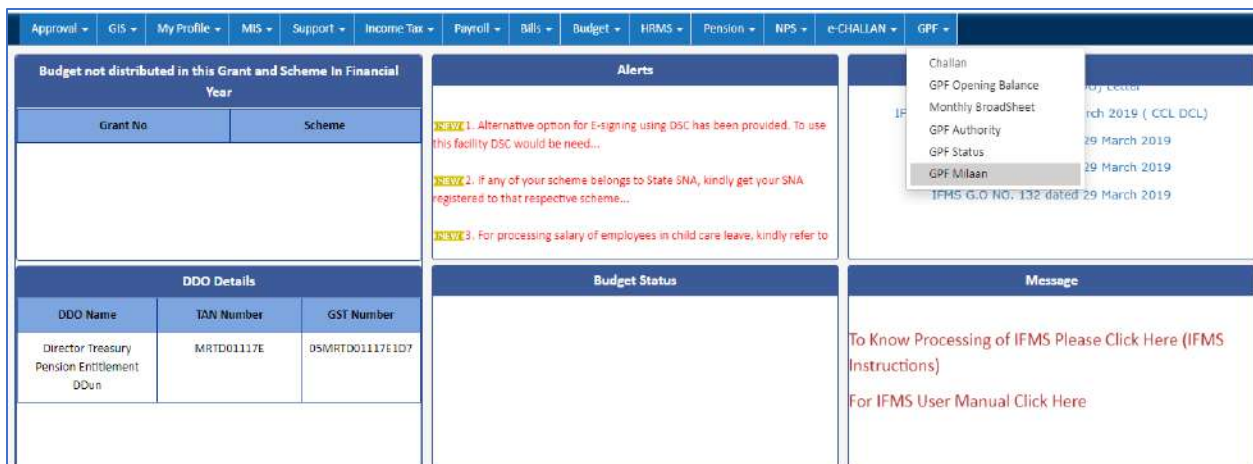 Approval GIS My Profile MIS Support Income Tax Payroll Bills Budget HRMS Pension NPS e-CHALLAN GPF
Challan
GPF Opening Balance
Monthly BroadSheet
GPF Authority
GPF Status
GPF Milaan
Budget not distributed in this Grant and Scheme In Financial
Year
Grant No Scheme
Alerts
NEW 1. Alternative option for E-signing using DSC has been provided. To use
this facility DSC would be need...
NEW 2. If any of your scheme belongs to State SNA, kindly get your SNA
registered to that respective scheme...
NEW 3. For processing salary of employees in child care leave, kindly refer to
Letter
rch 2019 ( CCL DCL)
29 March 2019
29 March 2019
IFMS G.O NO. 132 dated 29 March 2019
DDO Details
DDO Name TAN Number GST Number
Director Treasury
Pension Entitlement
DDun
MRTD01117E
05MRTD01117E1D7
Budget Status
Message
To Know Processing of IFMS Please Click Here (IFMS
Instructions)
For IFMS User Manual Click Here